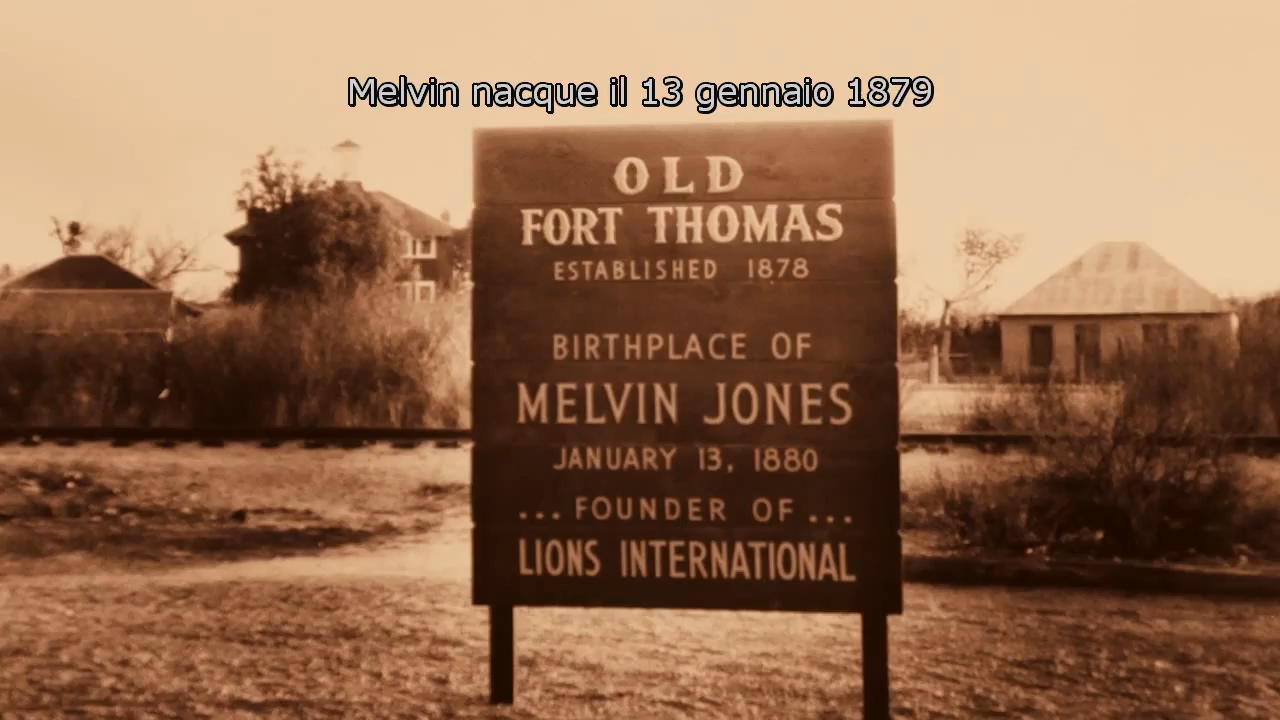 Melvin nacque il 13 gennaio 1879
OLD
FORT THOMAS
ESTABLISHED 1878
BIRTHPLACE OF
MELVIN JONES
JANUARY 13, 1880
...FOUNDER OF...
LIONS INTERNATIONAL